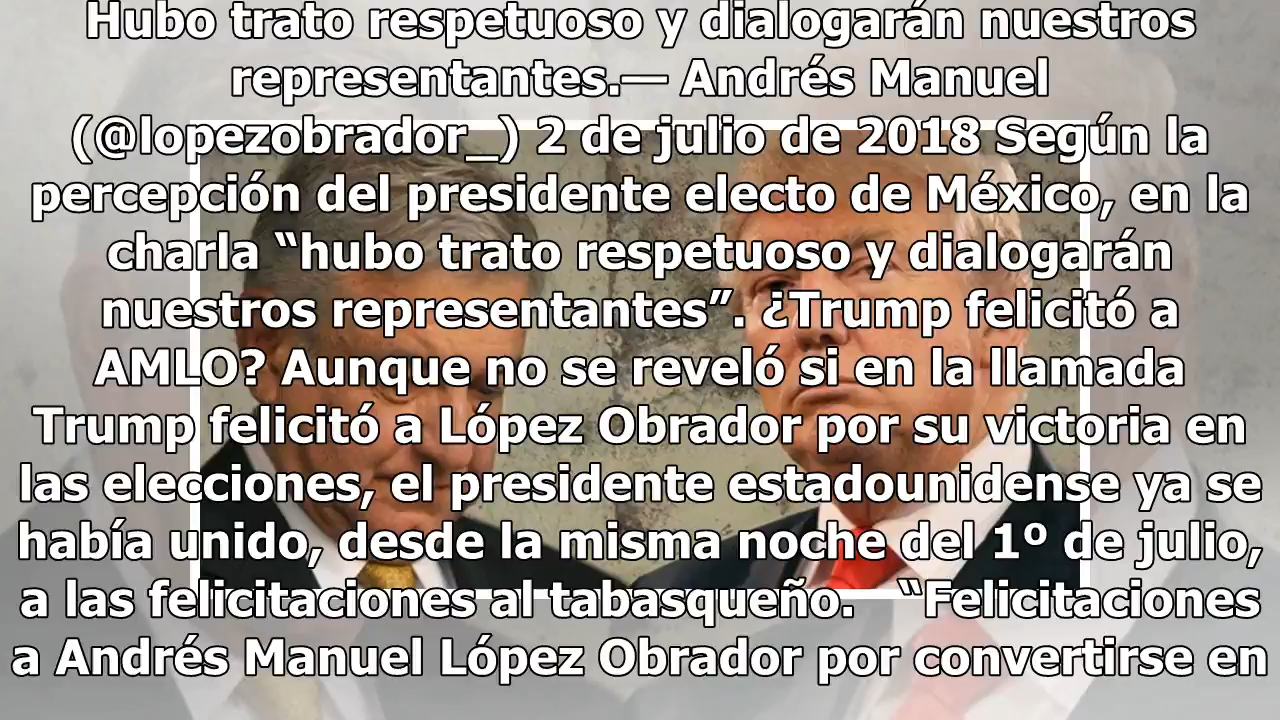 Hubo trato respetuoso y dialogarán nuestros
representantes.— Andrés Manuel
(@lopezobrador_) 2 de julio de 2018 Según la
percepción del presidente electo de México, en la
charla “hubo trato respetuoso y dialogarán
nuestros representantes”. ¿Trump felicitó a
AMLO? Aunque no se reveló si en la llamada
Trump felicitó a López Obrador por su victoria en
las elecciones, el presidente estadounidense ya se
había unido, desde la misma noche del 1º de julio,
a las felicitaciones al tabasqueño.   “Felicitaciones
a Andrés Manuel López Obrador por convertirse en